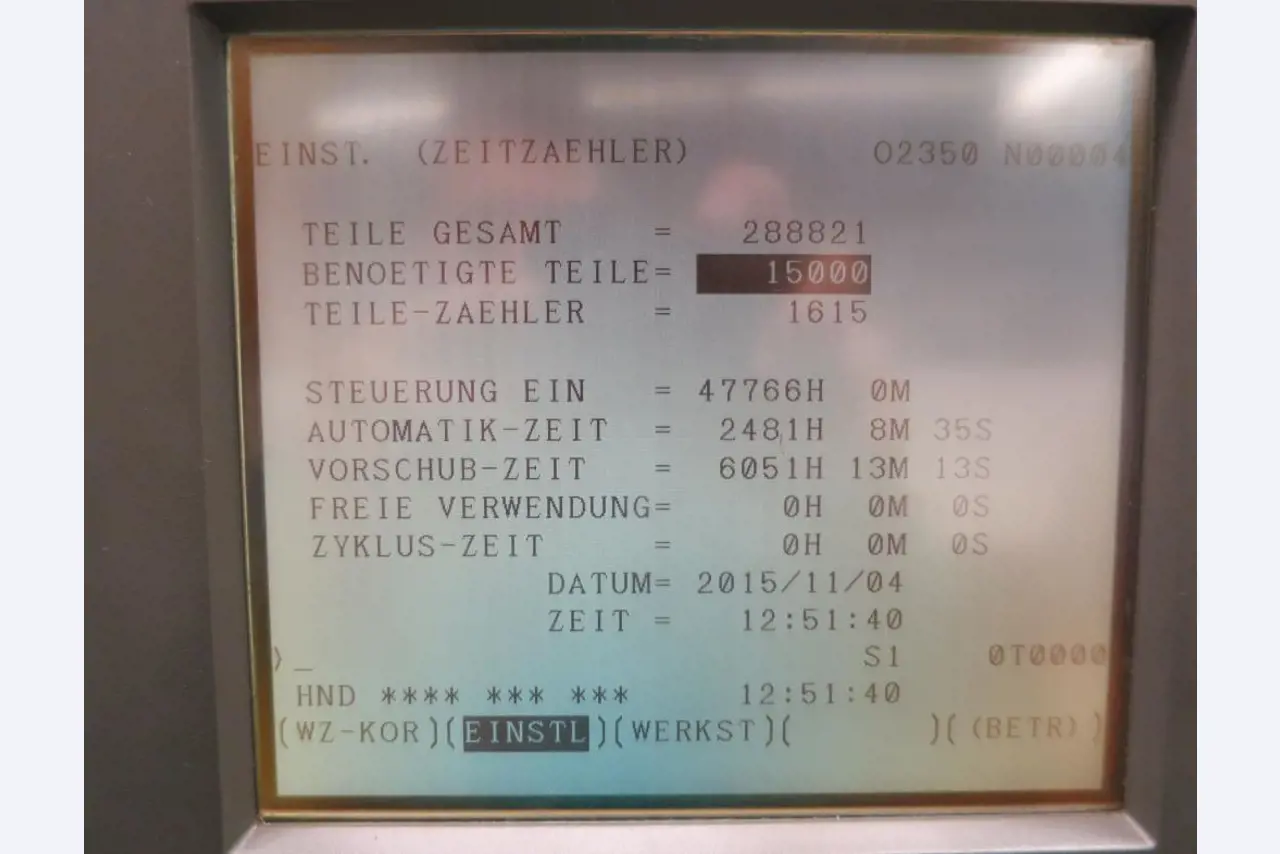 EINST. (ZEITZAEHLER) O2350 N00004
TEILE GESAMT = 288821
BENOETIGTE TEILE= 15000
TEILE-ZAEHLER = 1615
STEUERUNG EIN = 47766H 0M
AUTOMATIK-ZEIT = 2481H 8M 35S
VORSCHUB-ZEIT = 6051H 13M 13S
FREIE VERWENDUNG= 0H 0M 0S
ZYKLUS-ZEIT = 0H 0M 0S
DATUM= 2015/11/04
ZEIT = 12:51:40
>_ S1 0T0000
HND **** *** *** 12:51:40
(WZ-KOR)(EINSTL)(WERKST)( )( (BETR) )